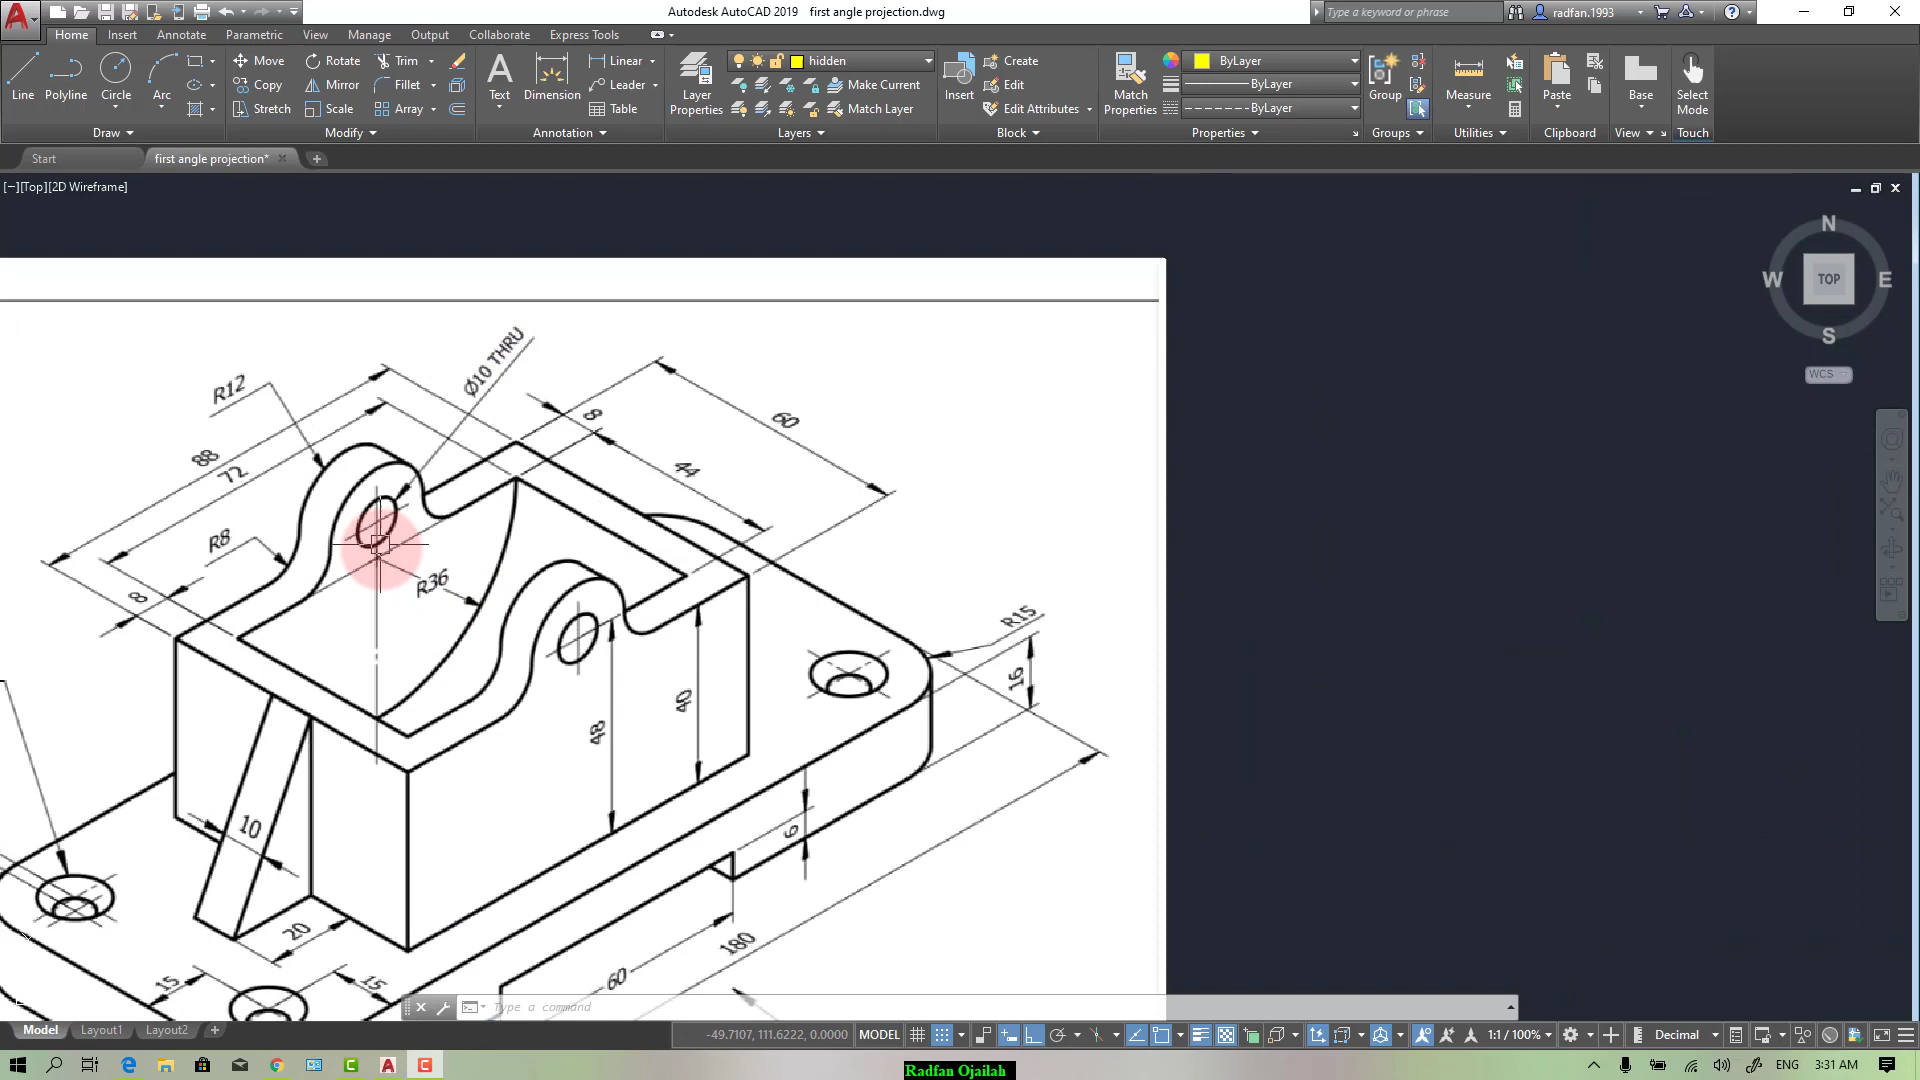 Autodesk AutoCAD 2019   first angle projection.dwg
Type a keyword or phrase
radfan.1993
Home
Insert
Annotate
Parametric
View
Manage
Output
Collaborate
Express Tools
Line
Polyline
Circle
Arc
Move
Copy
Stretch
Rotate
Mirror
Scale
Trim
Fillet
Array
Text
Dimension
Linear
Leader
Table
Layer
Properties
hidden
Make Current
Match Layer
Insert
Create
Edit
Edit Attributes
Match
Properties
ByLayer
ByLayer
ByLayer
Group
Measure
Paste
Base
Select
Mode
Draw
Modify
Annotation
Layers
Block
Properties
Groups
Utilities
Clipboard
View
Touch
Start
first angle projection*
[−][Top][2D Wireframe]
N
W
TOP
E
S
WCS
R12
Ø10 THRU
88
72
8
60
44
R8
R36
8
R15
16
48
40
10
6
20
180
60
15
15
Type a command
Model
Layout1
Layout2
-49.7107, 111.6222, 0.0000
MODEL
1:1 / 100%
Decimal
ENG
3:31 AM
Radfan Ojailah